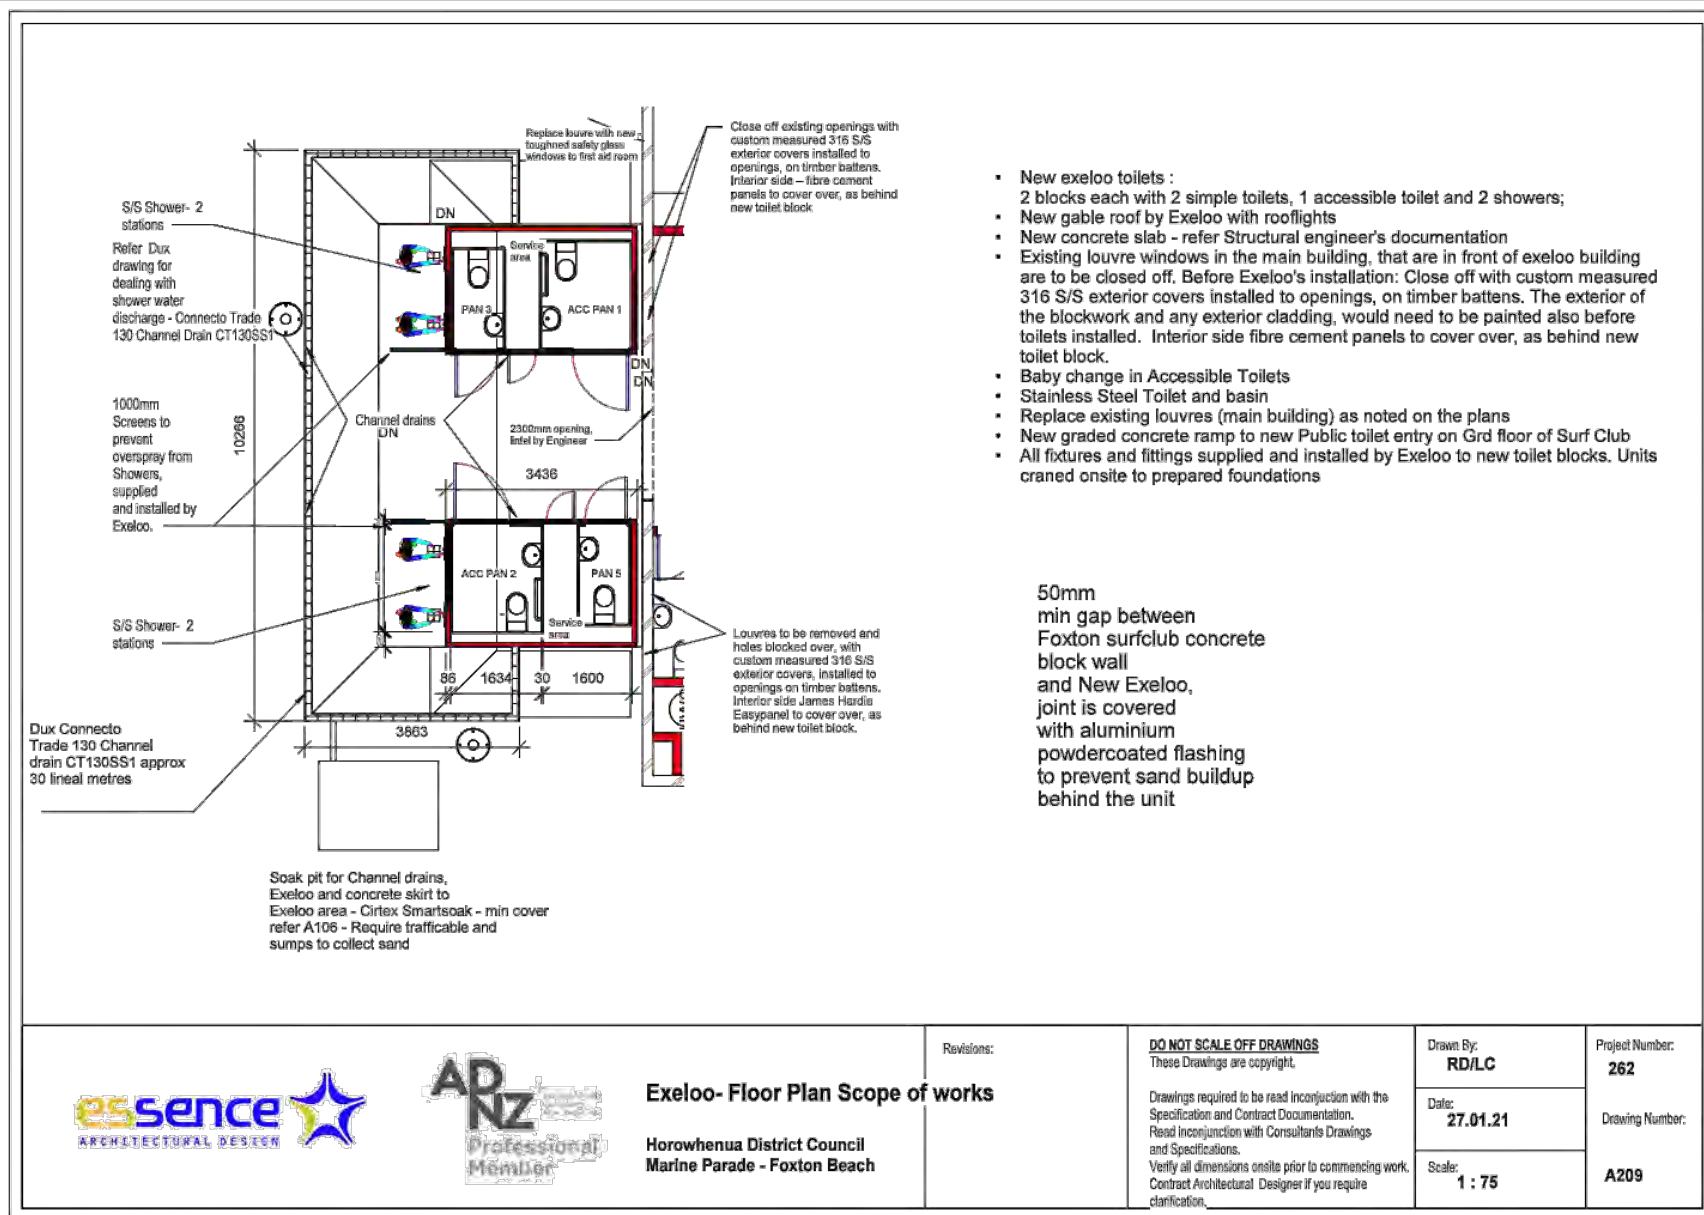 Replace louvre with new
toughned safety glass
windows to first aid room
Close off existing openings with
custom measured 316 S/S
exterior covers installed to
openings, on timber battens.
Interior side – fibre cement
panels to cover over, as behind
new toilet block
S/S Shower- 2
stations
Refer Dux
drawing for
dealing with
shower water
discharge - Connecto Trade
130 Channel Drain CT130SS1
1000mm
Screens to
prevent
overspray from
Showers,
supplied
and installed by
Exeloo.
10266
DN
Service
area
PAN 3
ACC PAN 1
DN
DN
Channel drains
DN
2300mm opening,
lintel by Engineer
3436
ACC PAN 2
PAN 5
Service
area
S/S Shower- 2
stations
86
1634
30
1600
3863
Louvres to be removed and
holes blocked over, with
custom measured 316 S/S
exterior covers, installed to
openings on timber battens.
Interior side James Hardie
Easypanel to cover over, as
behind new toilet block.
Dux Connecto
Trade 130 Channel
drain CT130SS1 approx
30 lineal metres
Soak pit for Channel drains,
Exeloo and concrete skirt to
Exeloo area - Cirtex Smartsoak - min cover
refer A106 - Require trafficable and
sumps to collect sand
• New exeloo toilets :
2 blocks each with 2 simple toilets, 1 accessible toilet and 2 showers;
• New gable roof by Exeloo with rooflights
• New concrete slab - refer Structural engineer's documentation
• Existing louvre windows in the main building, that are in front of exeloo building
are to be closed off. Before Exeloo's installation: Close off with custom measured
316 S/S exterior covers installed to openings, on timber battens. The exterior of
the blockwork and any exterior cladding, would need to be painted also before
toilets installed. Interior side fibre cement panels to cover over, as behind new
toilet block.
• Baby change in Accessible Toilets
• Stainless Steel Toilet and basin
• Replace existing louvres (main building) as noted on the plans
• New graded concrete ramp to new Public toilet entry on Grd floor of Surf Club
• All fixtures and fittings supplied and installed by Exeloo to new toilet blocks. Units
craned onsite to prepared foundations
50mm
min gap between
Foxton surfclub concrete
block wall
and New Exeloo,
joint is covered
with aluminium
powdercoated flashing
to prevent sand buildup
behind the unit
essence
ARCHITECTURAL DESIGN
ADNZ
Professional
Member
Exeloo- Floor Plan Scope of works
Horowhenua District Council
Marine Parade - Foxton Beach
Revisions:
DO NOT SCALE OFF DRAWINGS
These Drawings are copyright.
Drawings required to be read inconjuction with the
Specification and Contract Documentation.
Read inconjunction with Consultants Drawings
and Specifications.
Verify all dimensions onsite prior to commencing work.
Contract Architectural Designer if you require
clarification.
Drawn By:
RD/LC
Date:
27.01.21
Scale:
1 : 75
Project Number:
262
Drawing Number:
A209